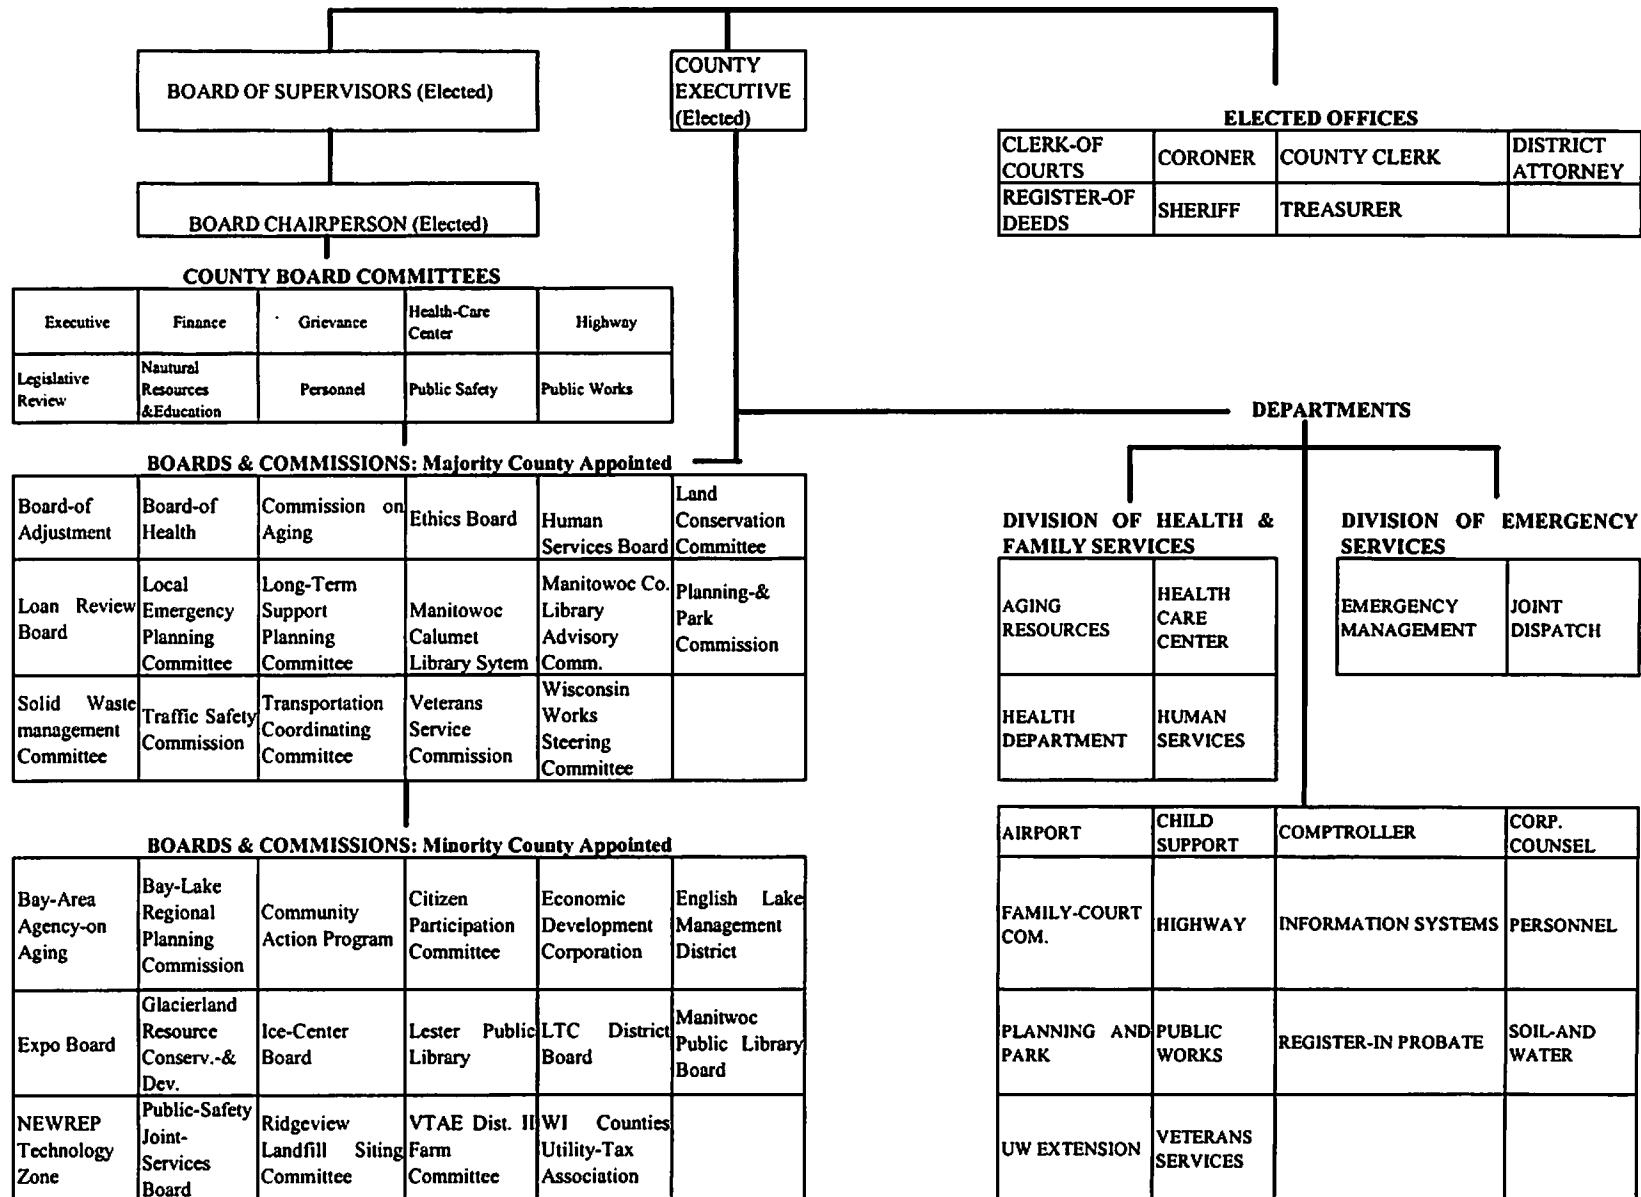 BOARD OF SUPERVISORS (Elected)
COUNTY
EXECUTIVE
(Elected)
BOARD CHAIRPERSON (Elected)
ELECTED OFFICES
CLERK-OF
COURTS
CORONER
COUNTY CLERK
DISTRICT
ATTORNEY
REGISTER-OF
DEEDS
SHERIFF
TREASURER
COUNTY BOARD COMMITTEES
Executive
Finance
Grievance
Health-Care
Center
Highway
Legislative
Review
Nautural
Resources
&Education
Personnel
Public Safety
Public Works
BOARDS & COMMISSIONS: Majority County Appointed
Board-of
Adjustment
Board-of
Health
Commission on
Aging
Ethics Board
Human
Services Board
Land
Conservation
Committee
Loan Review
Board
Local
Emergency
Planning
Committee
Long-Term
Support
Planning
Committee
Manitowoc
Calumet
Library Sytem
Manitowoc Co.
Library
Advisory
Comm.
Planning-&
Park
Commission
Solid Waste
management
Committee
Traffic Safety
Commission
Transportation
Coordinating
Committee
Veterans
Service
Commission
Wisconsin
Works
Steering
Committee
BOARDS & COMMISSIONS: Minority County Appointed
Bay-Area
Agency-on
Aging
Bay-Lake
Regional
Planning
Commission
Community
Action Program
Citizen
Participation
Committee
Economic
Development
Corporation
English Lake
Management
District
Expo Board
Glacierland
Resource
Conserv.-&
Dev.
Ice-Center
Board
Lester Public
Library
LTC District
Board
Manitwoc
Public Library
Board
NEWREP
Technology
Zone
Public-Safety
Joint-
Services
Board
Ridgeview
Landfill Siting
Committee
VTAE Dist. II
Farm
Committee
WI Counties
Utility-Tax
Association
DEPARTMENTS
DIVISION OF HEALTH &
FAMILY SERVICES
AGING
RESOURCES
HEALTH
CARE
CENTER
HEALTH
DEPARTMENT
HUMAN
SERVICES
DIVISION OF EMERGENCY
SERVICES
EMERGENCY
MANAGEMENT
JOINT
DISPATCH
AIRPORT
CHILD
SUPPORT
COMPTROLLER
CORP.
COUNSEL
FAMILY-COURT
COM.
HIGHWAY
INFORMATION SYSTEMS
PERSONNEL
PLANNING AND
PARK
PUBLIC
WORKS
REGISTER-IN PROBATE
SOIL-AND
WATER
UW EXTENSION
VETERANS
SERVICES